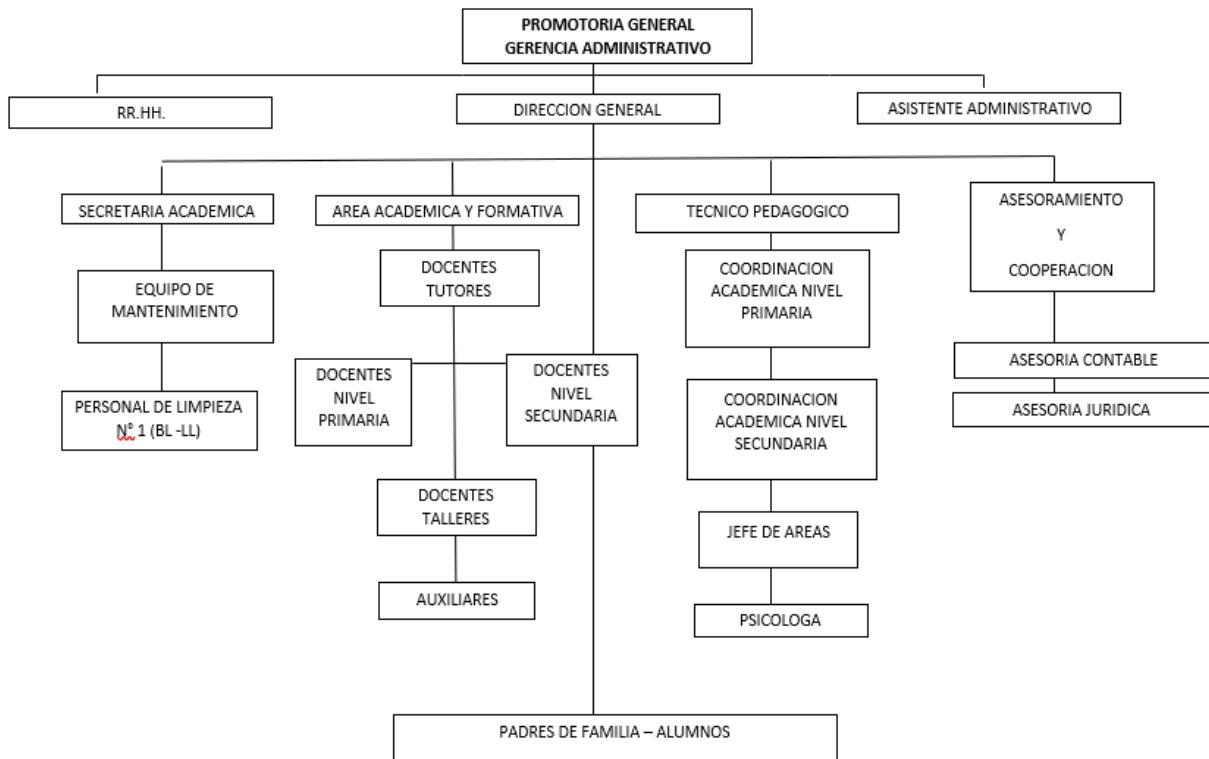 PROMOTORIA GENERAL
GERENCIA ADMINISTRATIVO
RR.HH.
DIRECCION GENERAL
ASISTENTE ADMINISTRATIVO
SECRETARIA ACADEMICA
AREA ACADEMICA Y FORMATIVA
TECNICO PEDAGOGICO
ASESORAMIENTO
Y
COOPERACION
EQUIPO DE
MANTENIMIENTO
DOCENTES
TUTORES
COORDINACION
ACADEMICA NIVEL
PRIMARIA
ASESORIA CONTABLE
PERSONAL DE LIMPIEZA
N° 1 (BL -LL)
DOCENTES
NIVEL
PRIMARIA
DOCENTES
NIVEL
SECUNDARIA
COORDINACION
ACADEMICA NIVEL
SECUNDARIA
ASESORIA JURIDICA
DOCENTES
TALLERES
JEFE DE AREAS
AUXILIARES
PSICOLOGA
PADRES DE FAMILIA – ALUMNOS